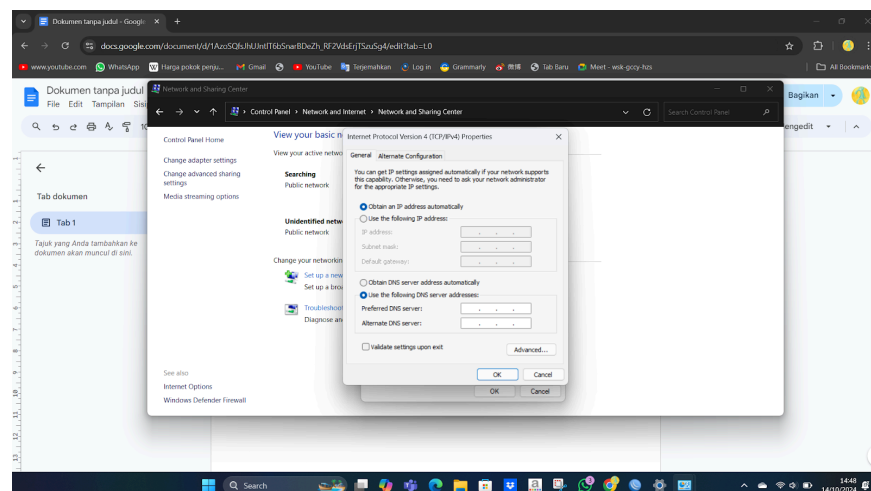 Dokumen tanpa judul - Google
docs.google.com/document/d/1AzoSQfsJhUJntlT6bSnarBDeZh_RF2VdsErjTSzuSg4/edit?tab=t.0
www.youtube.com WhatsApp Harga pokok penju... Gmail YouTube Terjemahkan Log in Grammarly 微博 Tab Baru Meet - wsk-gccy-hzs All Bookmarks
Dokumen tanpa judul
File Edit Tampilan Sisi
Bagikan
Network and Sharing Center
Control Panel > Network and Internet > Network and Sharing Center
Search Control Panel
engedit
Tab dokumen
Tab 1
Tajuk yang Anda tambahkan ke
dokumen akan muncul di sini.
Control Panel Home
Change adapter settings
Change advanced sharing
settings
Media streaming options
See also
Internet Options
Windows Defender Firewall
View your basic n
View your active netwo
Searching
Public network
Unidentified netw
Public network
Change your networkin
Set up a new
Set up a bro
Troubleshoot
Diagnose an
Internet Protocol Version 4 (TCP/IPv4) Properties
General Alternate Configuration
You can get IP settings assigned automatically if your network supports
this capability. Otherwise, you need to ask your network administrator
for the appropriate IP settings.
Obtain an IP address automatically
Use the following IP address:
IP address:
Subnet mask:
Default gateway:
Obtain DNS server address automatically
Use the following DNS server addresses:
Preferred DNS server:
Alternate DNS server:
Validate settings upon exit
Advanced...
OK Cancel
OK Cancel
Search
14:48
14/10/2024